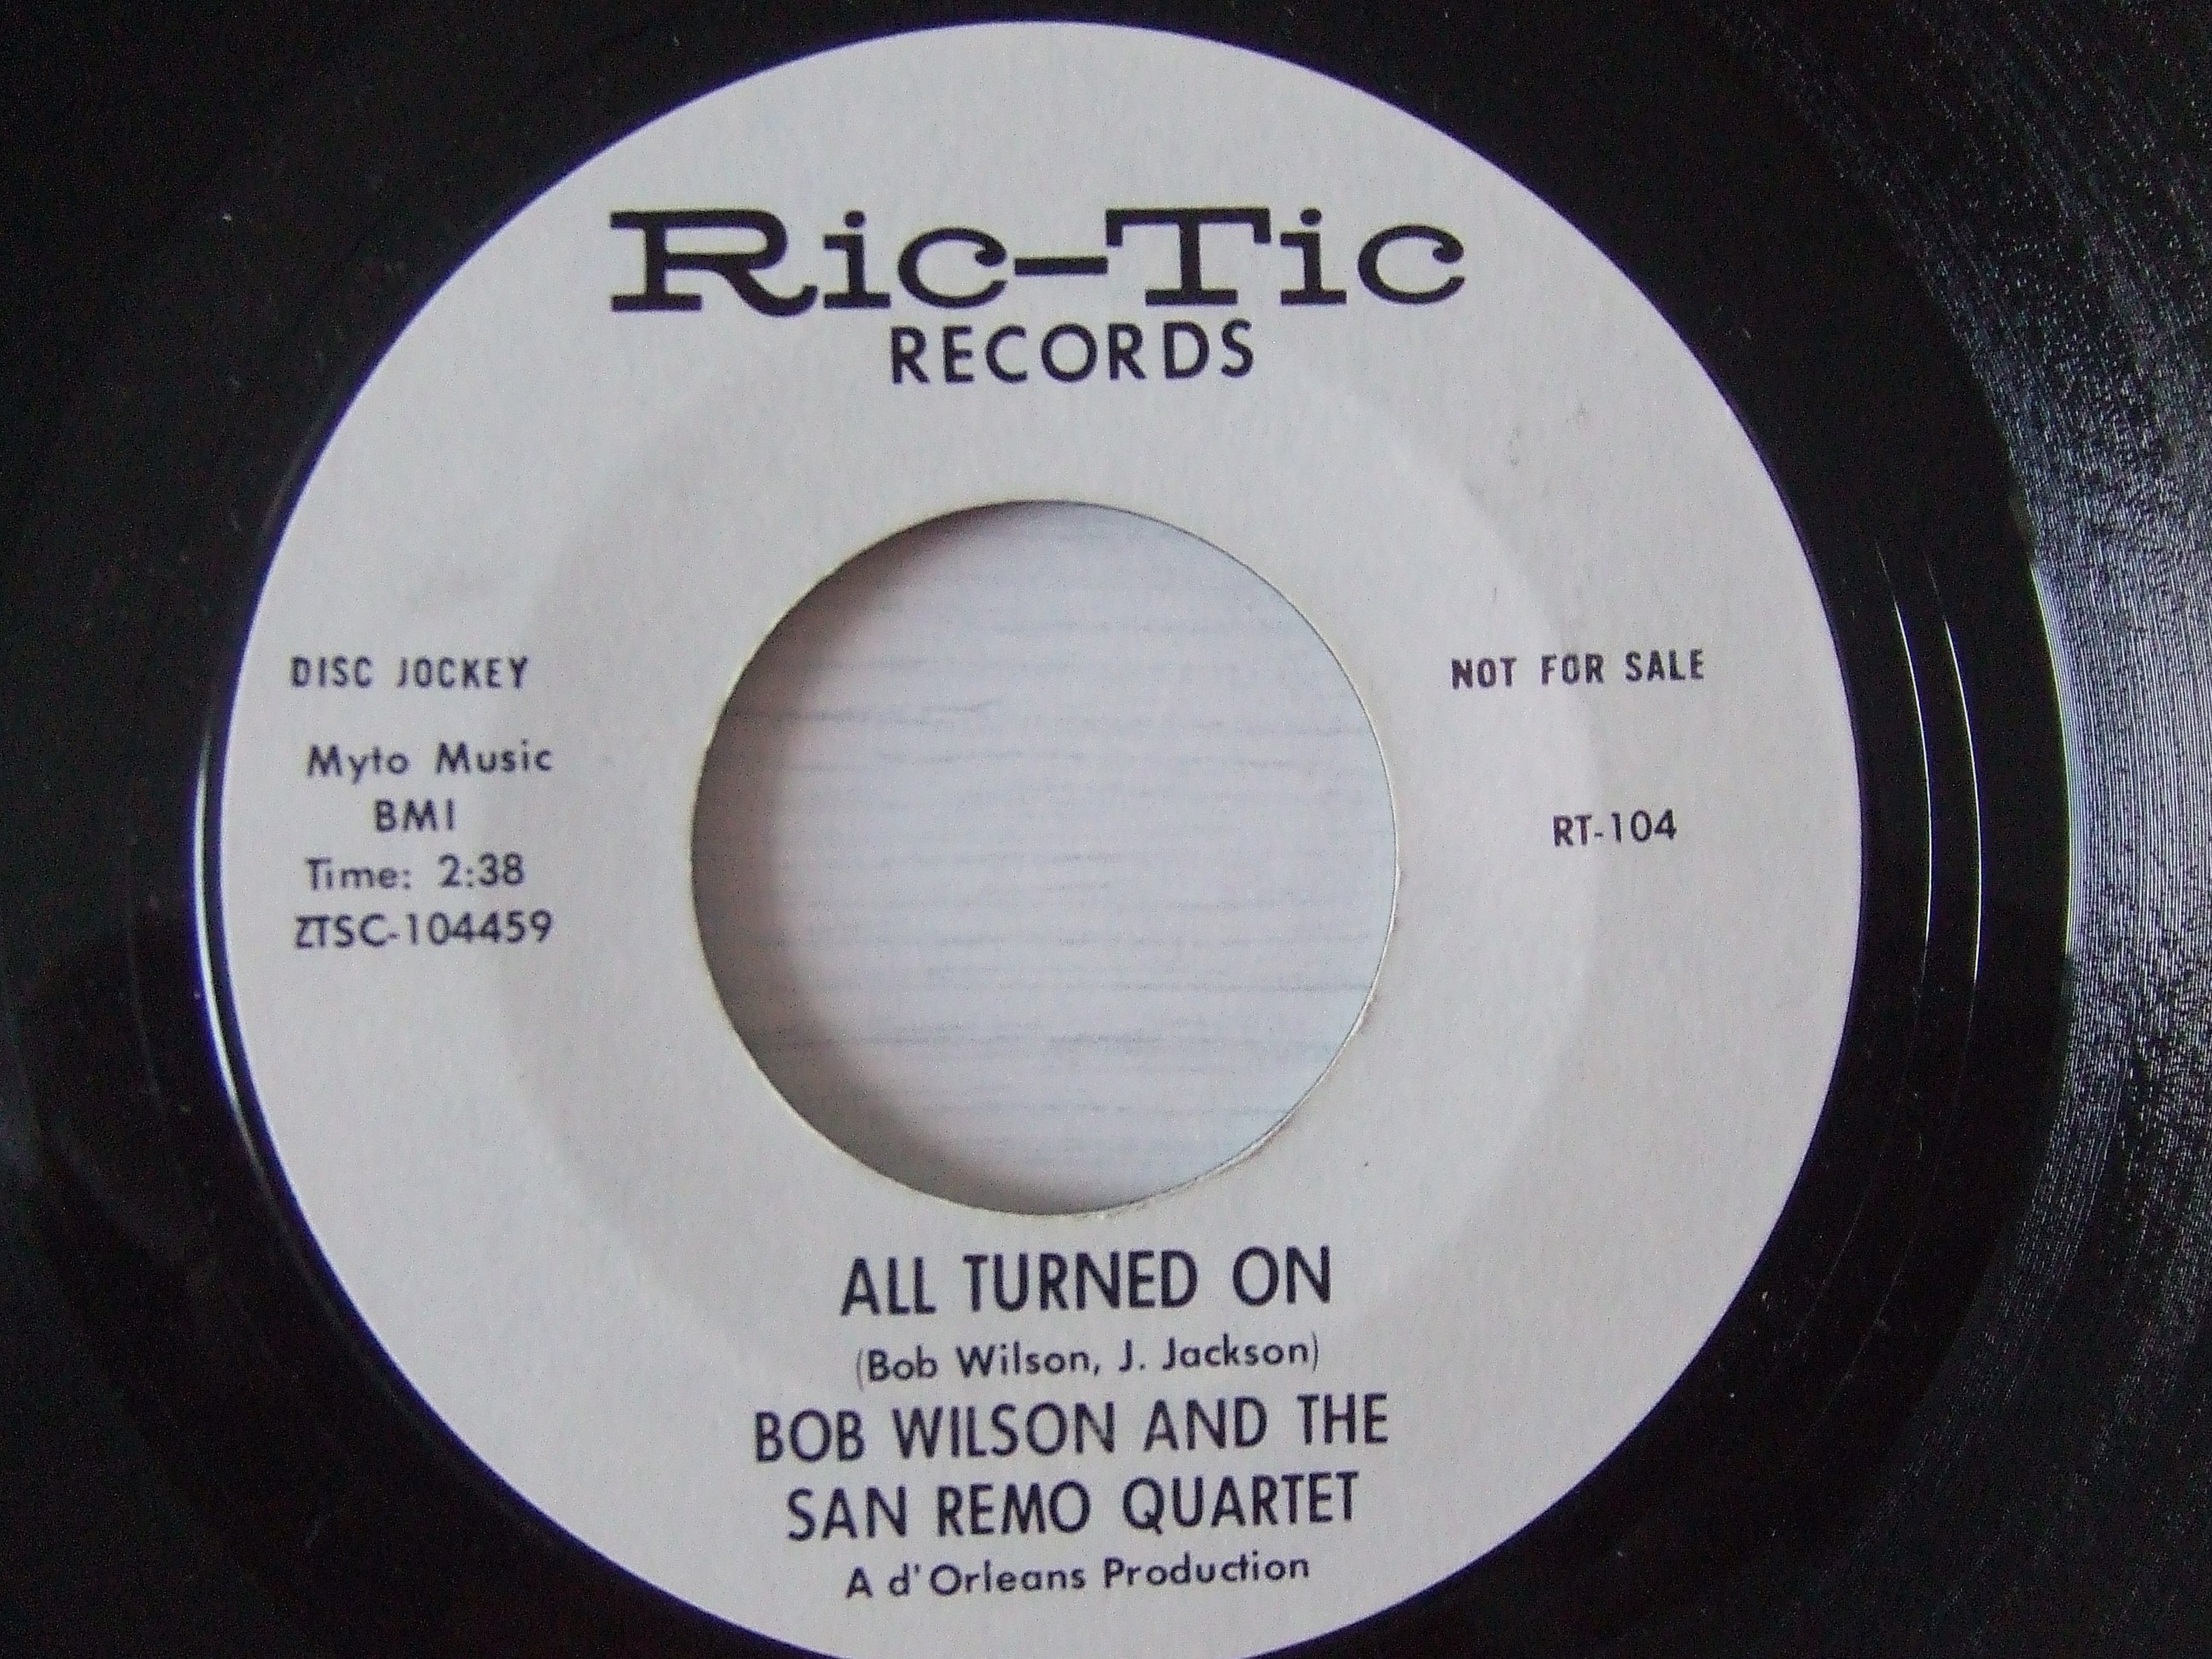 Ric-Tic
RECORDS
DISC JOCKEY
NOT FOR SALE
Myto Music
BMI
Time: 2:38
ZTSC-104459
RT-104
ALL TURNED ON
(Bob Wilson, J. Jackson)
BOB WILSON AND THE
SAN REMO QUARTET
A d'Orleans Production